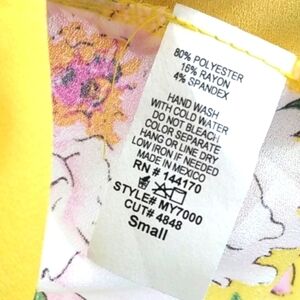 80% POLYESTER
16% RAYON
4% SPANDEX
HAND WASH
WITH COLD WATER
DO NOT BLEACH
COLOR SEPARATE
HANG OR LINE DRY
LOW IRON IF NEEDED
MADE IN MEXICO
RN # 144170
STYLE# MY7000
CUT# 4848
Small